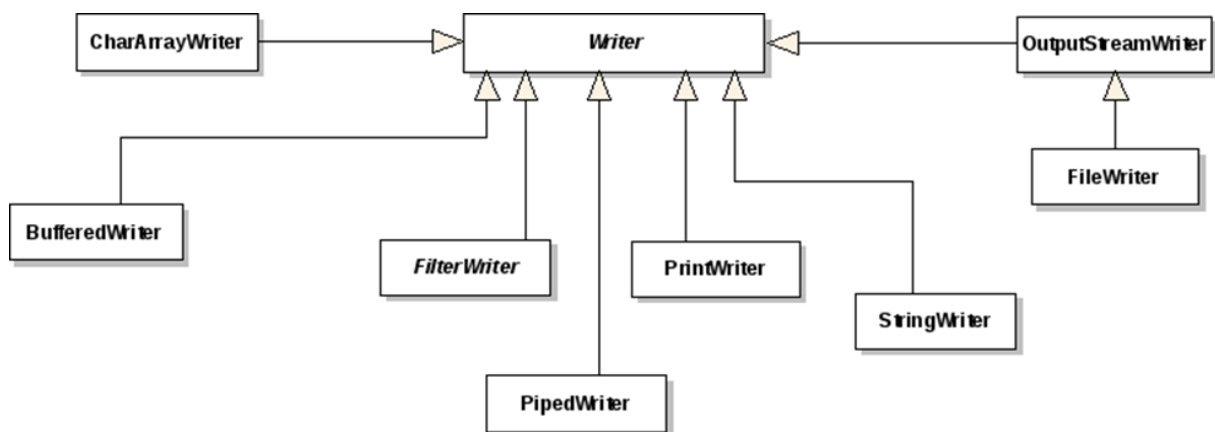 CharArrayWriter
Writer
OutputStreamWriter
FileWriter
BufferedWriter
FilterWriter
PrintWriter
StringWriter
PipedWriter